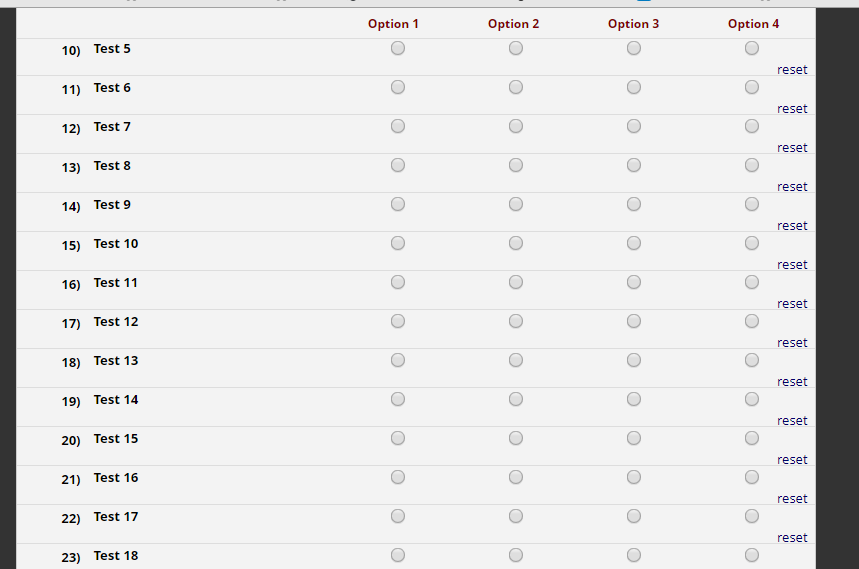 Option 1 Option 2 Option 3 Option 4
10) Test 5
reset
11) Test 6
reset
12) Test 7
reset
13) Test 8
reset
14) Test 9
reset
15) Test 10
reset
16) Test 11
reset
17) Test 12
reset
18) Test 13
reset
19) Test 14
reset
20) Test 15
reset
21) Test 16
reset
22) Test 17
reset
23) Test 18